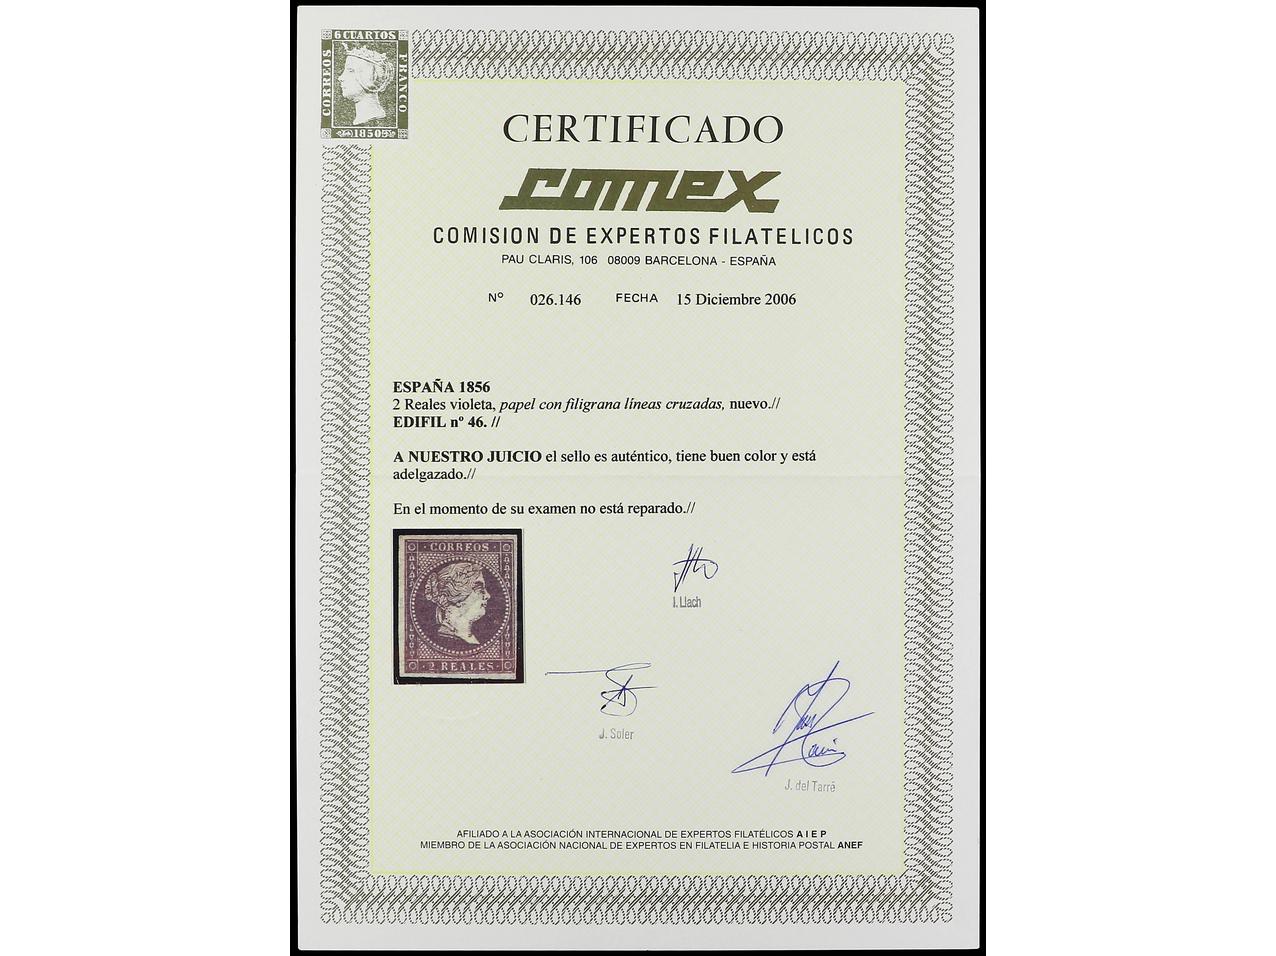 6 CUARTOS
CORREOS
FRANCO
1850
CERTIFICADO
COMEX
COMISION DE EXPERTOS FILATELICOS
PAU CLARIS, 106 08009 BARCELONA - ESPAÑA
Nº 026.146 FECHA 15 Diciembre 2006
ESPAÑA 1856
2 Reales violeta, papel con filigrana líneas cruzadas, nuevo.//
EDIFIL nº 46. //
A NUESTRO JUICIO el sello es auténtico, tiene buen color y está
adelgazado.//
En el momento de su examen no está reparado.//
CORREOS
2 REALES
I. Llach
J. Soler
J. del Tarré
AFILIADO A LA ASOCIACIÓN INTERNACIONAL DE EXPERTOS FILATÉLICOS A I E P
MIEMBRO DE LA ASOCIACIÓN NACIONAL DE EXPERTOS EN FILATELIA E HISTORIA POSTAL ANEF